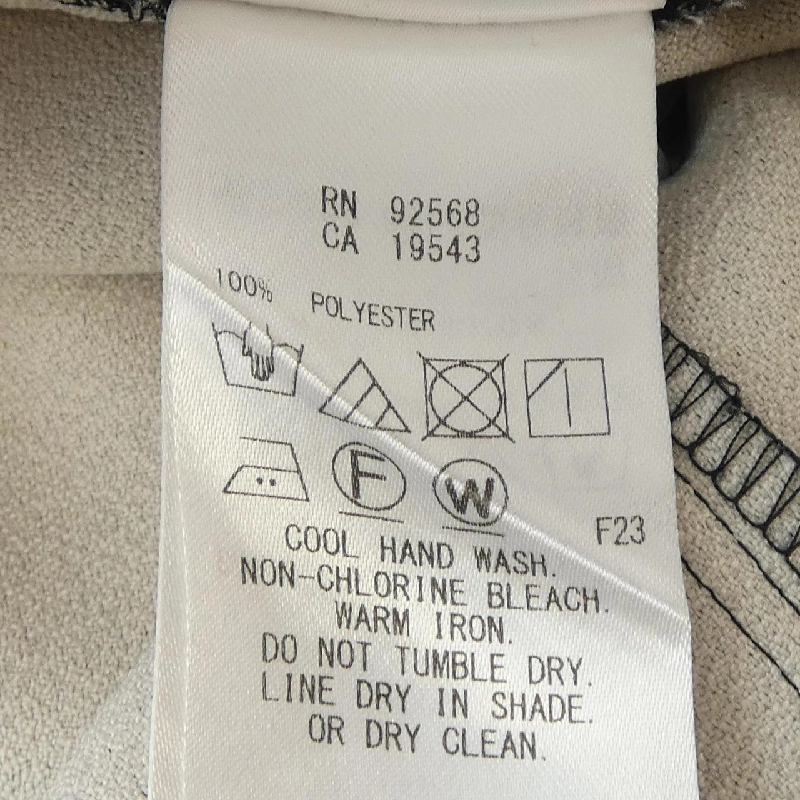 RN 92568
CA 19543
100% POLYESTER
F W
F23
COOL HAND WASH.
NON-CHLORINE BLEACH.
WARM IRON.
DO NOT TUMBLE DRY.
LINE DRY IN SHADE.
OR DRY CLEAN.